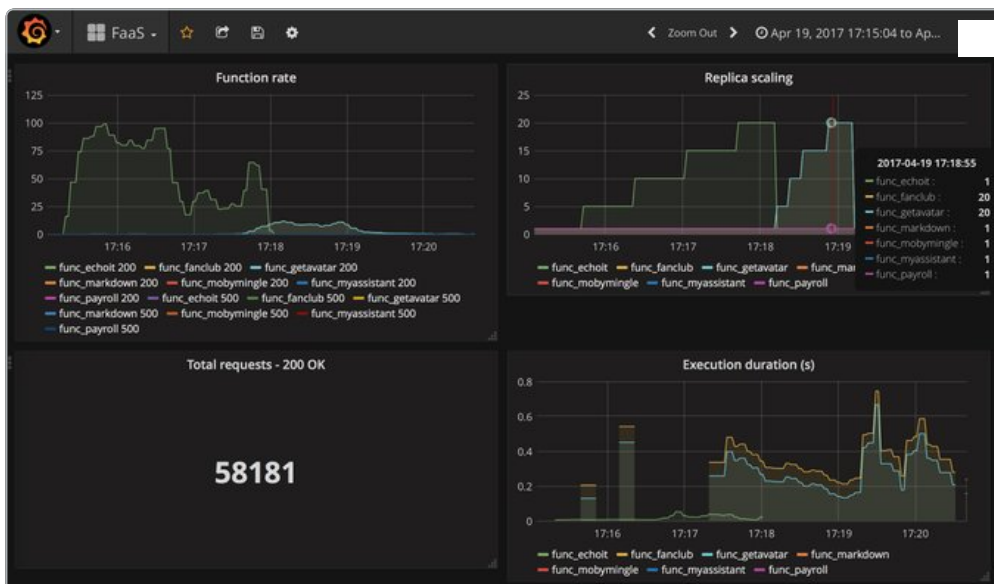 FaaS
Zoom Out
Apr 19, 2017 17:15:04 to Ap...
Function rate
125
100
75
50
25
0
17:16 17:17 17:18 17:19 17:20
func_echoit 200 func_fanclub 200 func_getavatar 200
func_markdown 200 func_mobymingle 200 func_myassistant 200
func_payroll 200 func_echoit 500 func_fanclub 500 func_getavatar 500
func_markdown 500 func_mobymingle 500 func_myassistant 500
func_payroll 500
Replica scaling
25
20
15
10
5
0
17:16 17:17 17:18 17:19
func_echoit func_fanclub func_getavatar func_mar
func_mobymingle func_myassistant func_payroll
2017-04-19 17:18:55
func_echoit : 1
func_fanclub : 20
func_getavatar : 20
func_markdown : 1
func_mobymingle : 1
func_myassistant : 1
func_payroll : 1
Total requests - 200 OK
58181
Execution duration (s)
0.8
0.6
0.4
0.2
0
17:16 17:17 17:18 17:19 17:20
func_echoit func_fanclub func_getavatar func_markdown
func_mobymingle func_myassistant func_payroll